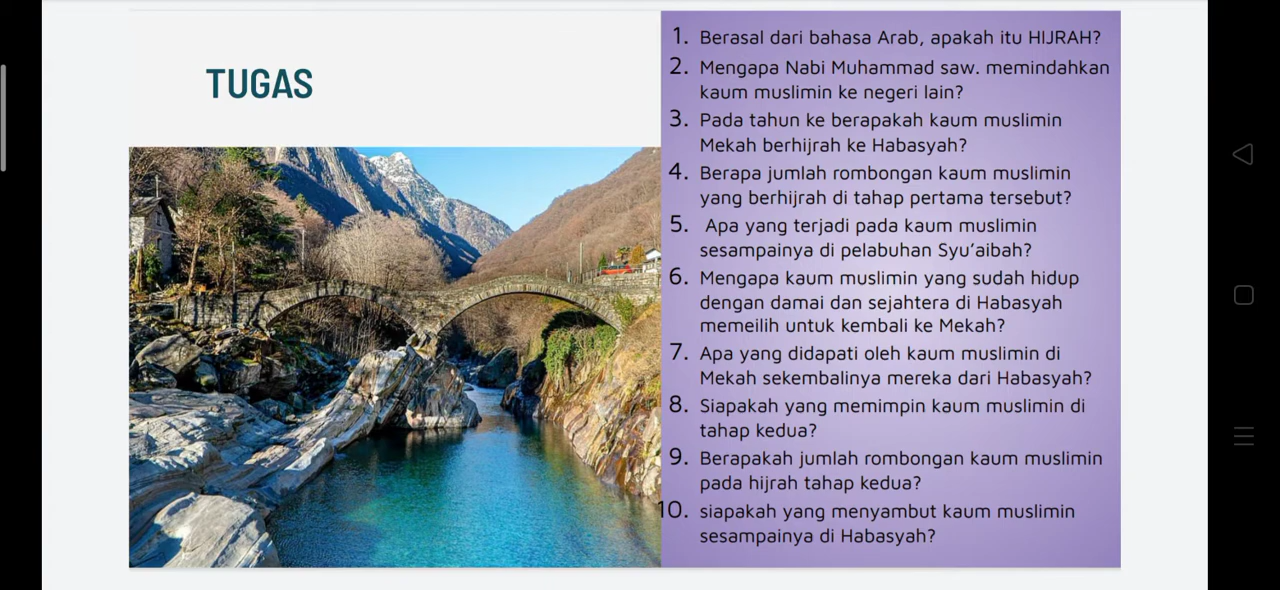 TUGAS
1. Berasal dari bahasa Arab, apakah itu HIJRAH?
2. Mengapa Nabi Muhammad saw. memindahkan
kaum muslimin ke negeri lain?
3. Pada tahun ke berapakah kaum muslimin
Mekah berhijrah ke Habasyah?
4. Berapa jumlah rombongan kaum muslimin
yang berhijrah di tahap pertama tersebut?
5. Apa yang terjadi pada kaum muslimin
sesampainya di pelabuhan Syu'aibah?
6. Mengapa kaum muslimin yang sudah hidup
dengan damai dan sejahtera di Habasyah
memeilih untuk kembali ke Mekah?
7. Apa yang didapati oleh kaum muslimin di
Mekah sekembalinya mereka dari Habasyah?
8. Siapakah yang memimpin kaum muslimin di
tahap kedua?
9. Berapakah jumlah rombongan kaum muslimin
pada hijrah tahap kedua?
10. siapakah yang menyambut kaum muslimin
sesampainya di Habasyah?